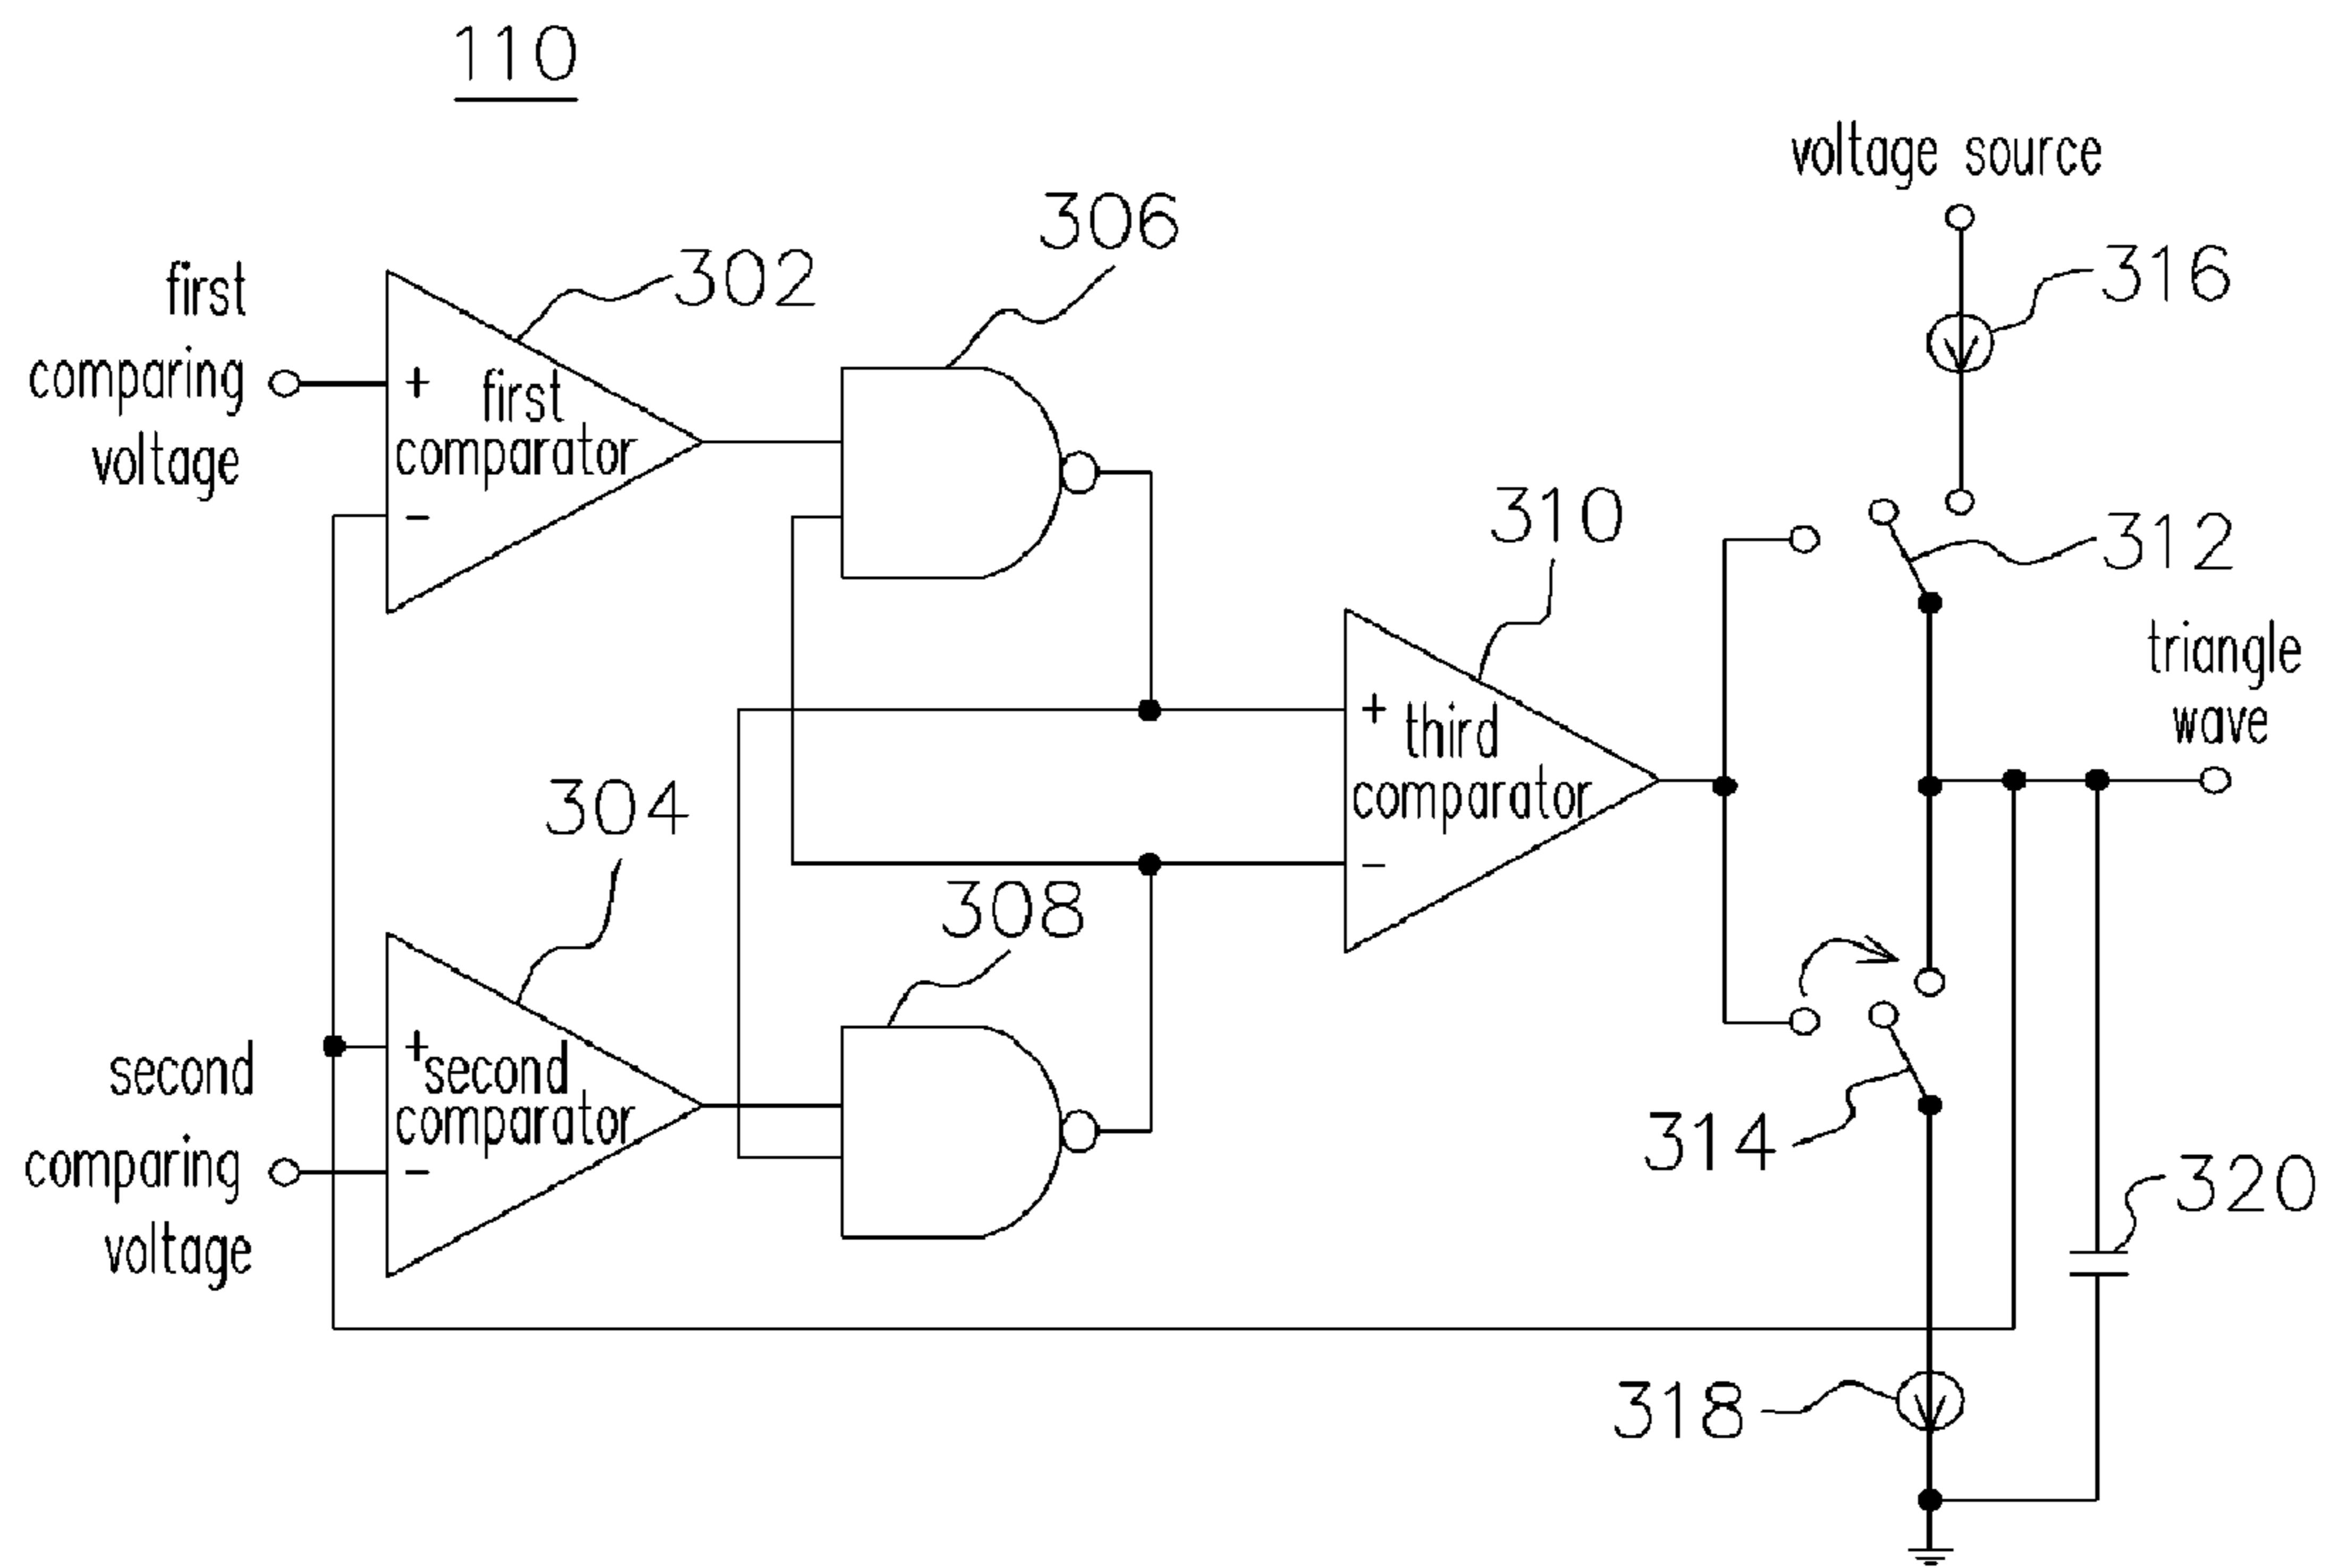 110
voltage source
306
302
316
first
comparing
voltage
+
first
comparator
-
310
312
triangle
wave
+
third
comparator
-
304
308
second
comparing
voltage
+
second
comparator
-
314
320
318